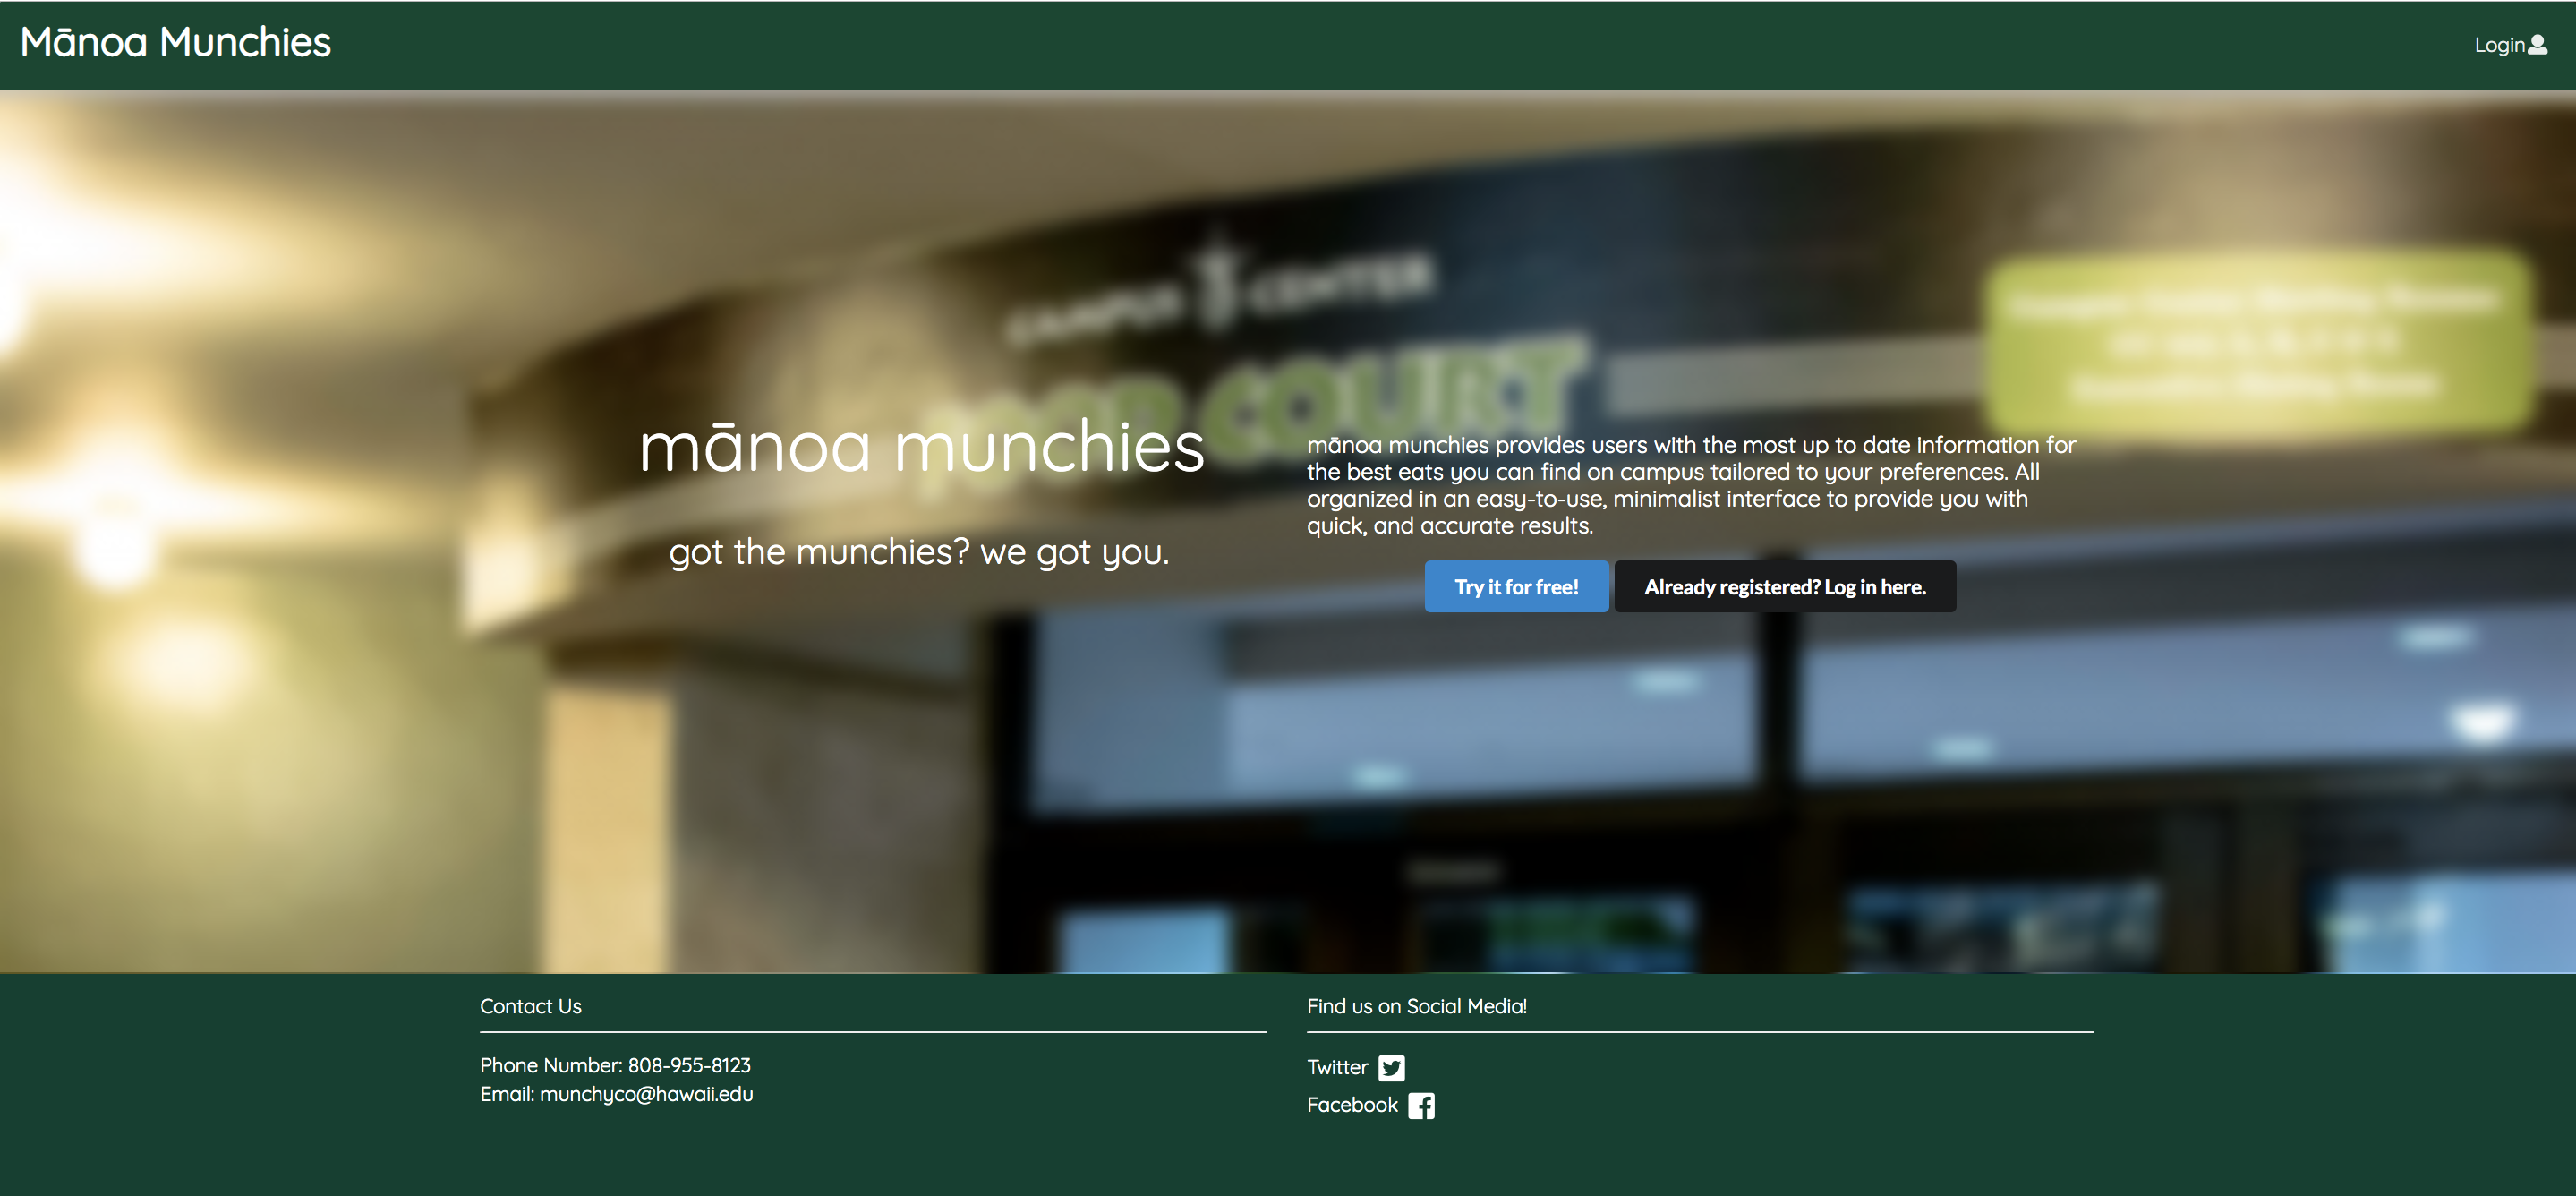 Mānoa Munchies
Login
CAMPUS CENTER
FOOD COURT
mānoa munchies
got the munchies? we got you.
mānoa munchies provides users with the most up to date information for
the best eats you can find on campus tailored to your preferences. All
organized in an easy-to-use, minimalist interface to provide you with
quick, and accurate results.
Try it for free!
Already registered? Log in here.
Contact Us
Phone Number: 808-955-8123
Email: munchyco@hawaii.edu
Find us on Social Media!
Twitter
Facebook